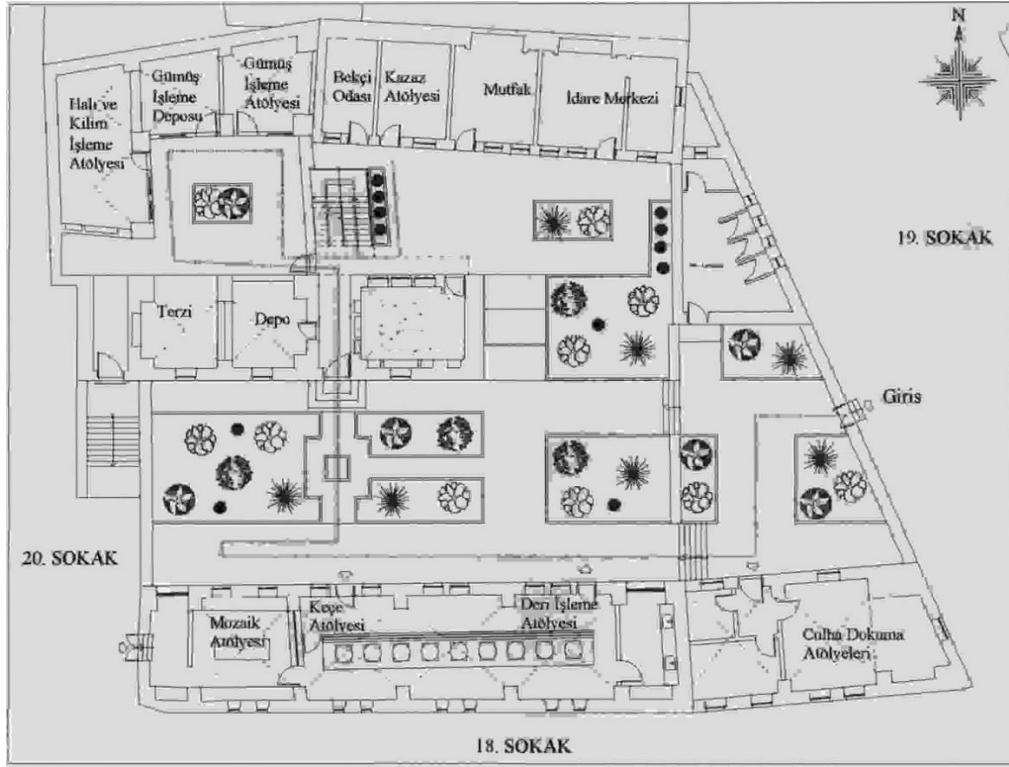 N
Gümüş
İşleme
Deposu
Gümüş
İşleme
Atölyesi
Bekçi
Odası
Kazaz
Atölyesi
Mutfak
İdare Merkezi
Halı ve
Kilim
İşleme
Atölyesi
19. SOKAK
Terzi
Depo
Giris
20. SOKAK
Mozaik
Atölyesi
Keçe
Atölyesi
Deri İşleme
Atölyesi
Culha Dokuma
Atölyeleri
18. SOKAK